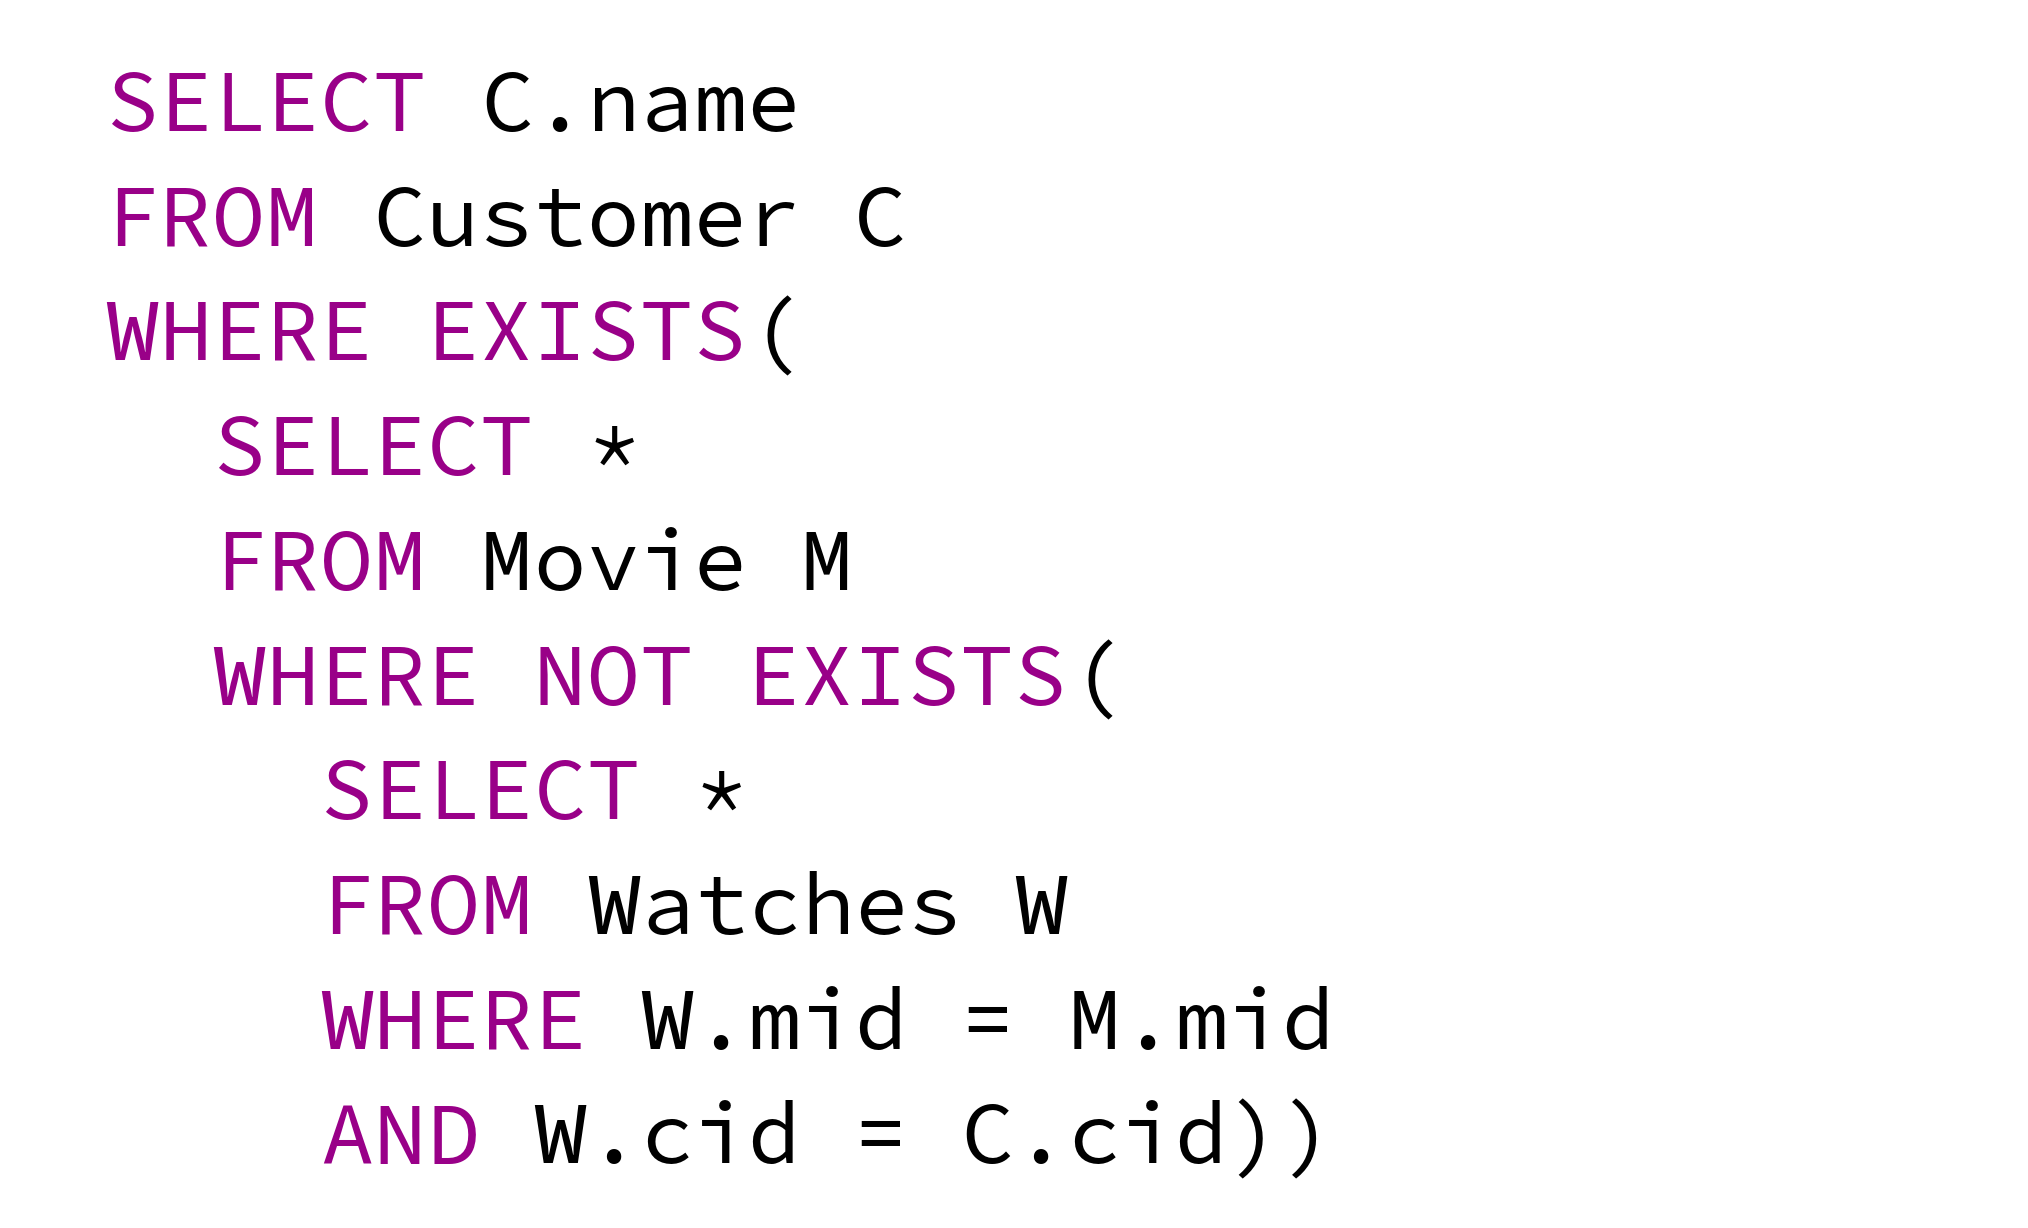 SELECT C.name
FROM Customer C
WHERE EXISTS(
SELECT *
FROM Movie M
WHERE NOT EXISTS(
SELECT *
FROM Watches W
WHERE W.mid = M.mid
AND W.cid = C.cid))